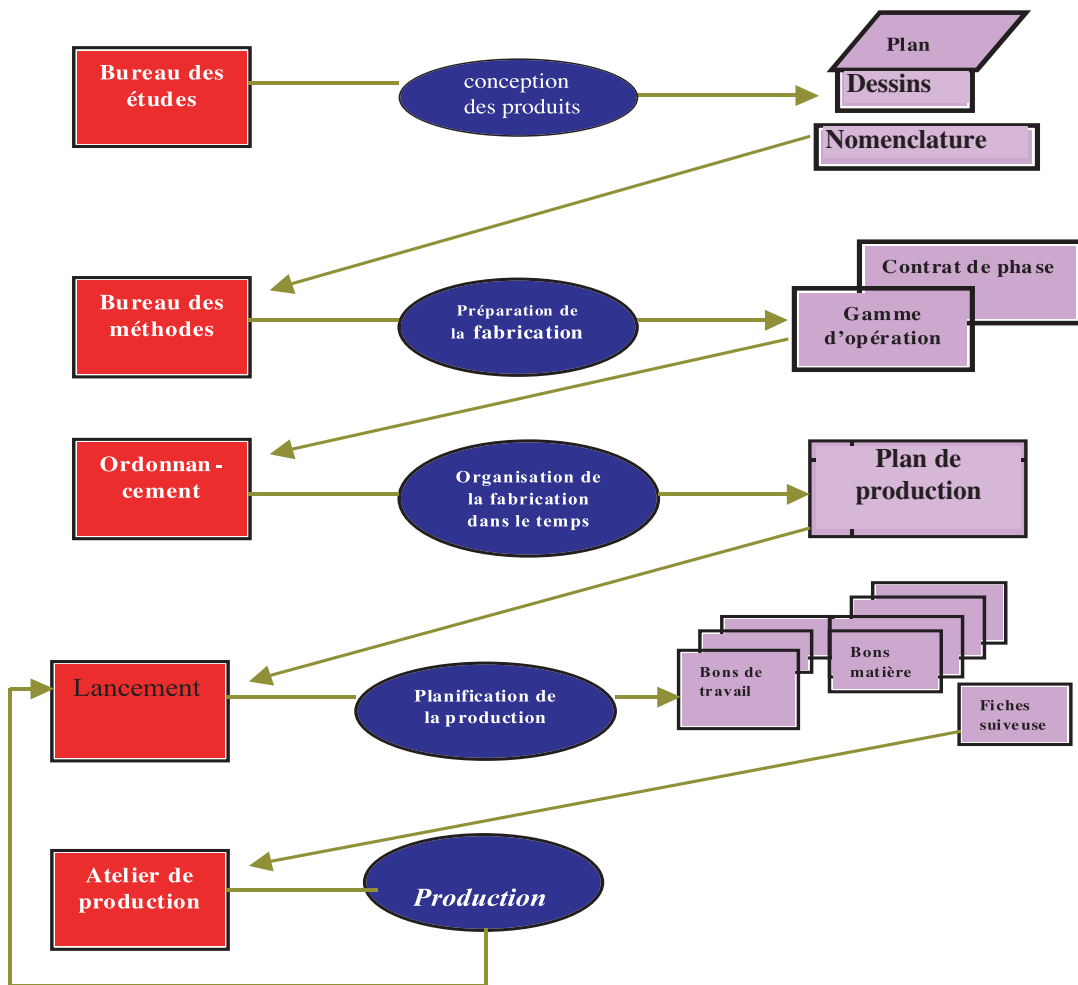 Bureau des
études
conception
des produits
Plan
Dessins
Nomenclature
Bureau des
méthodes
Préparation de
la fabrication
Contrat de phase
Gamme
d'opération
Ordonnan-
cement
Organisation de
la fabrication
dans le temps
Plan de
production
Lancement
Planification de
la production
Bons de
travail
Bons
matière
Fiches
suiveuse
Atelier de
production
Production